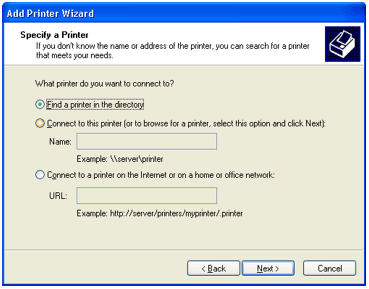 Add Printer Wizard
Specify a Printer
If you don't know the name or address of the printer, you can search for a printer
that meets your needs.
What printer do you want to connect to?
Find a printer in the directory
Connect to this printer (or to browse for a printer, select this option and click Next):
Name:
Example: \\server\printer
Connect to a printer on the Internet or on a home or office network:
URL:
Example: http://server/printers/myprinter/.printer
< Back Next > Cancel